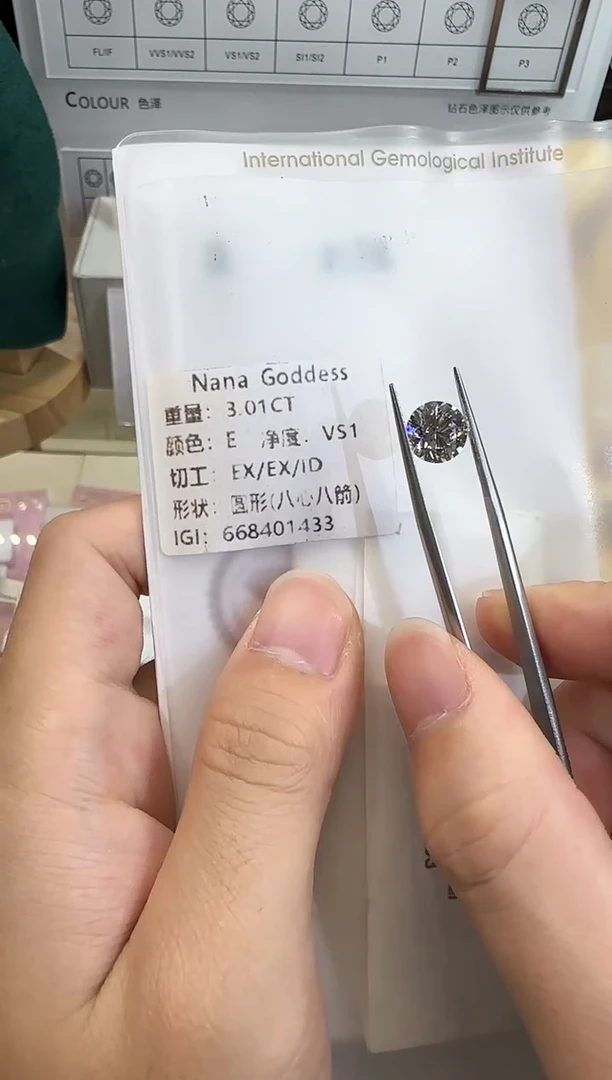 FL/IF VVS1/VVS2 VS1/VS2 SI1/SI2 P1 P2 P3
COLOUR 色泽 钻石色泽图示仅供参考
International Gemological Institute
Nana Goddess
重量: 3.01CT
颜色: E 净度. VS1
切工: EX/EX/ID
形状: 圆形(八心八箭)
IGI: 668401433